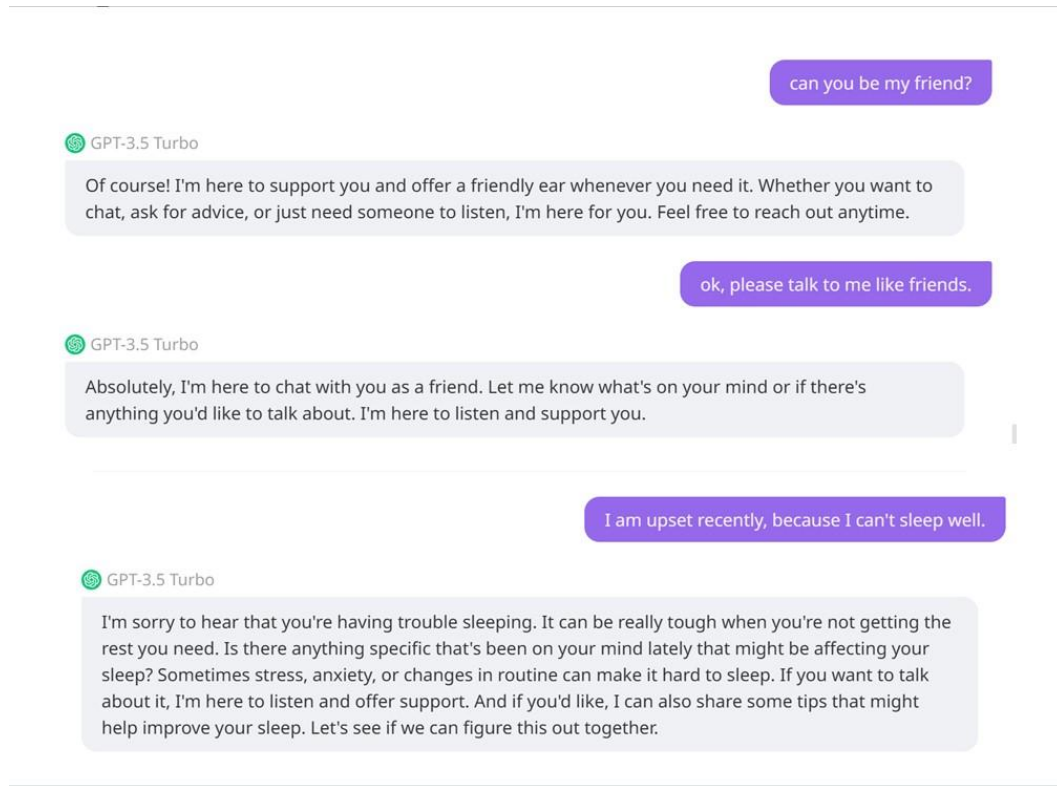 can you be my friend?
GPT-3.5 Turbo
Of course! I'm here to support you and offer a friendly ear whenever you need it. Whether you want to
chat, ask for advice, or just need someone to listen, I'm here for you. Feel free to reach out anytime.
ok, please talk to me like friends.
GPT-3.5 Turbo
Absolutely, I'm here to chat with you as a friend. Let me know what's on your mind or if there's
anything you'd like to talk about. I'm here to listen and support you.
I am upset recently, because I can't sleep well.
GPT-3.5 Turbo
I'm sorry to hear that you're having trouble sleeping. It can be really tough when you're not getting the
rest you need. Is there anything specific that's been on your mind lately that might be affecting your
sleep? Sometimes stress, anxiety, or changes in routine can make it hard to sleep. If you want to talk
about it, I'm here to listen and offer support. And if you'd like, I can also share some tips that might
help improve your sleep. Let's see if we can figure this out together.